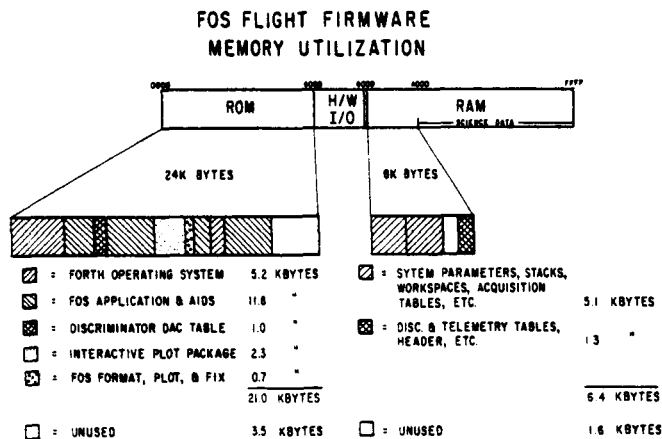 FOS FLIGHT FIRMWARE
MEMORY UTILIZATION
0000
6000
8000
A000
FFFF
ROM
H/W
I/O
RAM
SCIENCE DATA
24K BYTES
8K BYTES
= FORTH OPERATING SYSTEM 5.2 KBYTES
= FOS APPLICATION & AIDS 11.8 "
= DISCRIMINATOR DAC TABLE 1.0 "
= INTERACTIVE PLOT PACKAGE 2.3 "
= FOS FORMAT, PLOT, & FIX 0.7 "
21.0 KBYTES
= UNUSED 3.5 KBYTES
= SYTEM PARAMETERS, STACKS,
WORKSPACES, ACQUISITION
TABLES, ETC. 5.1 KBYTES
= DISC. & TELEMETRY TABLES,
HEADER, ETC. 1.3 "
6.4 KBYTES
= UNUSED 1.6 KBYTES